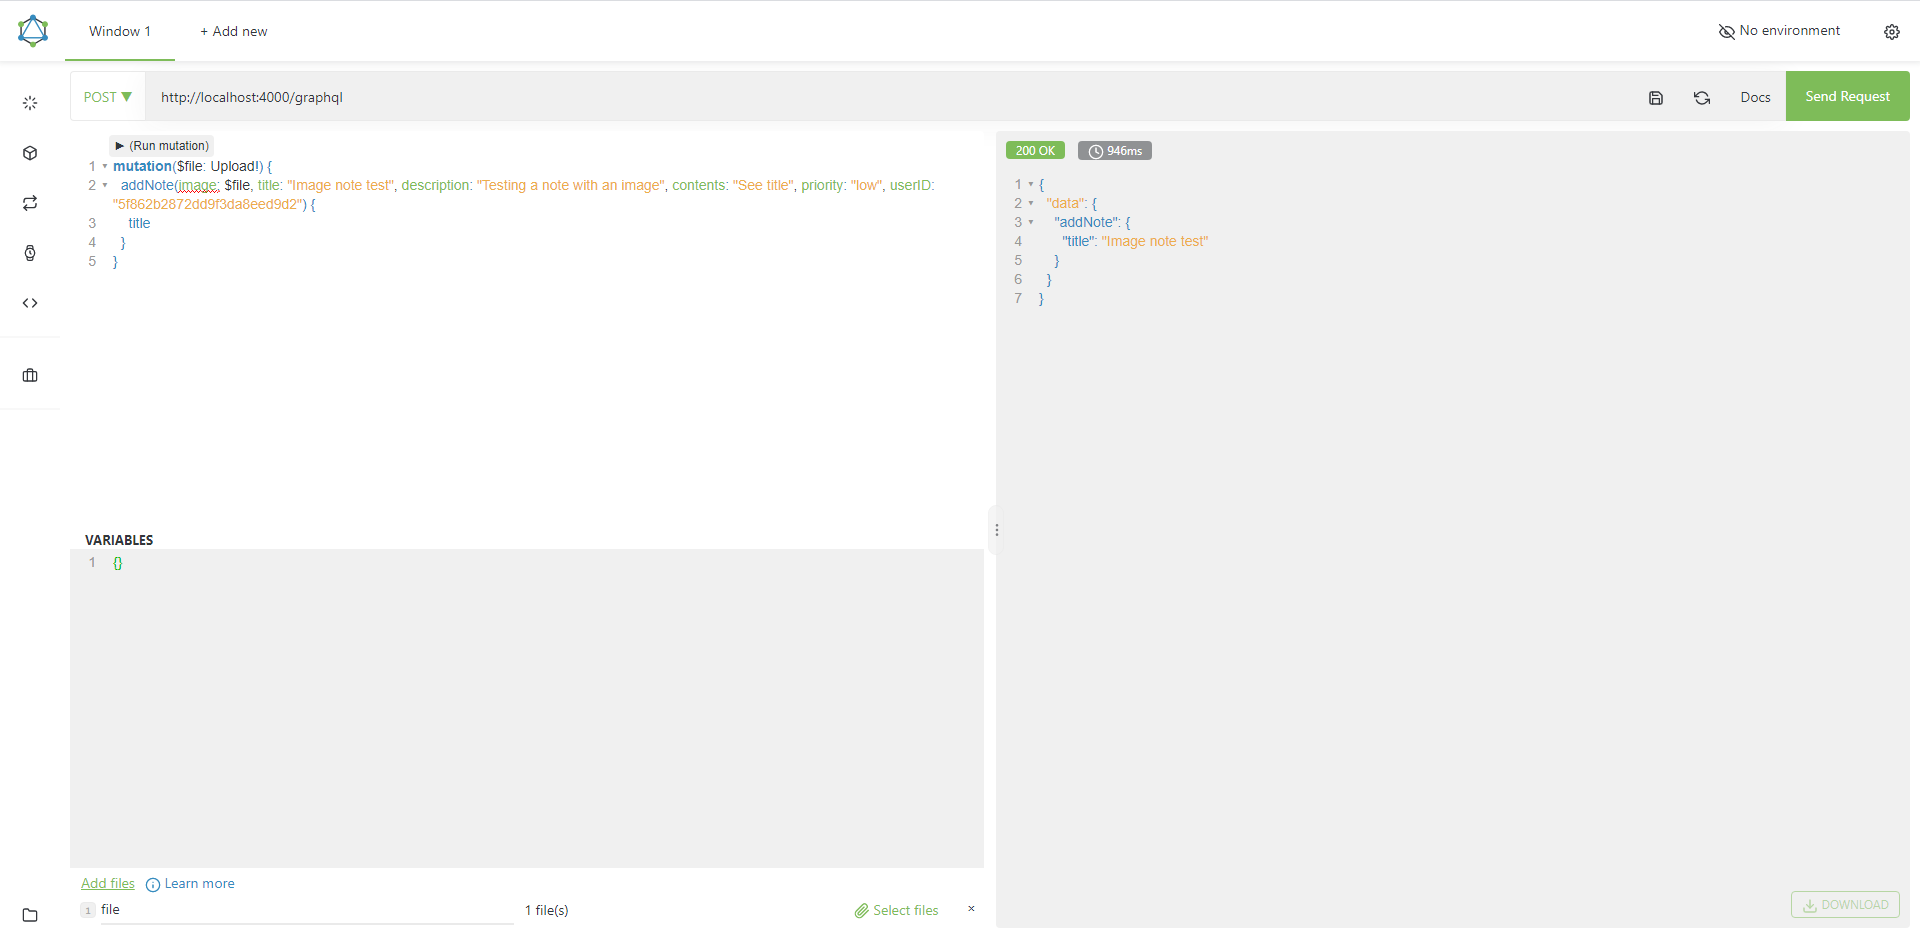 Window 1
+ Add new
No environment
POST ▼
http://localhost:4000/graphql
Docs
Send Request
▶ (Run mutation)
1 mutation($file: Upload!) {
2 addNote(image: $file, title: "Image note test", description: "Testing a note with an image", contents: "See title", priority: "low", userID:
"5f862b2872dd9f3da8eed9d2") {
3 title
4 }
5 }
VARIABLES
1 {}
Add files
Learn more
1 file
1 file(s)
Select files
×
200 OK
946ms
1 {
2 "data": {
3 "addNote": {
4 "title": "Image note test"
5 }
6 }
7 }
DOWNLOAD